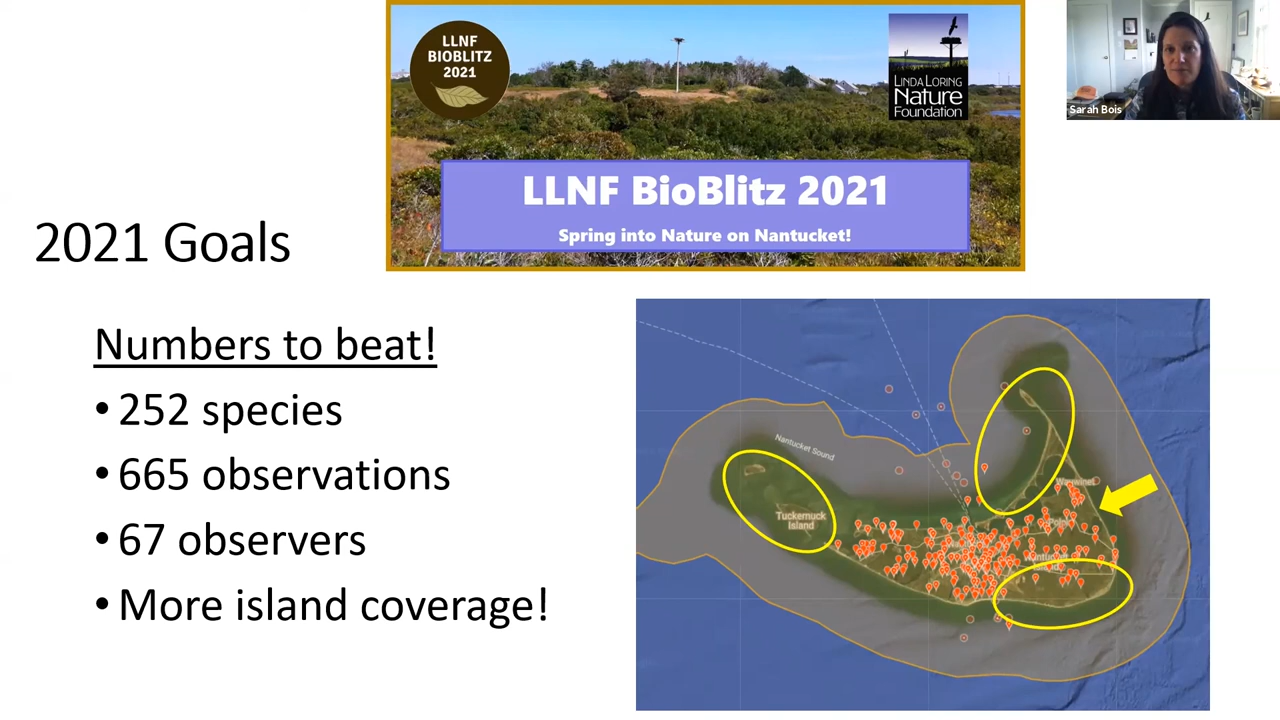 LLNF
BIOBLITZ
2021
LINDA LORING
Nature
Foundation
LLNF BioBlitz 2021
Spring into Nature on Nantucket!
Sarah Bois
2021 Goals
Numbers to beat!
• 252 species
• 665 observations
• 67 observers
• More island coverage!
Nantucket Sound
Tuckernuck
Island
Wauwinet